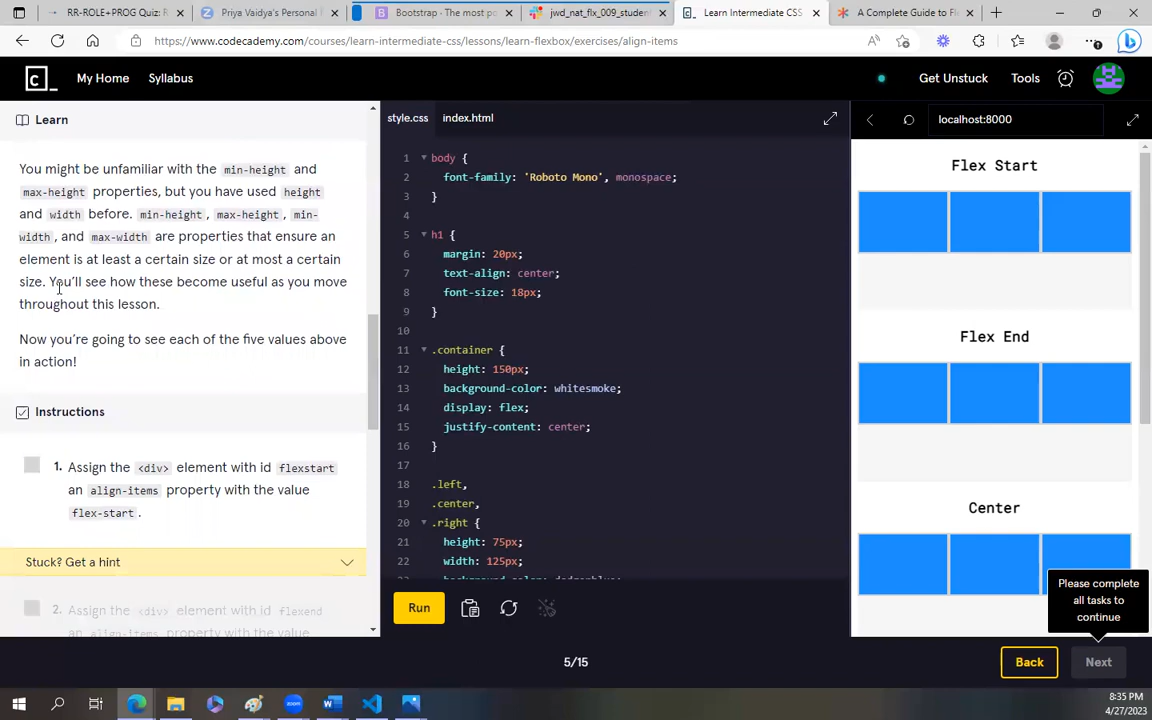 RR-ROLE+PROG Quiz: R
Priya Vaidya's Personal
Bootstrap - The most po
jwd_nat_flx_009_studen
Learn Intermediate CSS
A Complete Guide to Fl
https://www.codecademy.com/courses/learn-intermediate-css/lessons/learn-flexbox/exercises/align-items
My Home
Syllabus
Get Unstuck
Tools
Learn
You might be unfamiliar with the min-height and
max-height properties, but you have used height
and width before. min-height, max-height, min-
width, and max-width are properties that ensure an
element is at least a certain size or at most a certain
size. You'll see how these become useful as you move
throughout this lesson.
Now you're going to see each of the five values above
in action!
Instructions
1. Assign the <div> element with id flexstart
an align-items property with the value
flex-start.
Stuck? Get a hint
2. Assign the <div> element with id flexend
an align-items property with the value
style.css
index.html
1 body {
2 font-family: 'Roboto Mono', monospace;
3 }
4
5 h1 {
6 margin: 20px;
7 text-align: center;
8 font-size: 18px;
9 }
10
11 .container {
12 height: 150px;
13 background-color: whitesmoke;
14 display: flex;
15 justify-content: center;
16 }
17
18 .left,
19 .center,
20 .right {
21 height: 75px;
22 width: 125px;
Run
localhost:8000
Flex Start
Flex End
Center
Please complete
all tasks to
continue
5/15
Back
Next
8:35 PM
4/27/2023